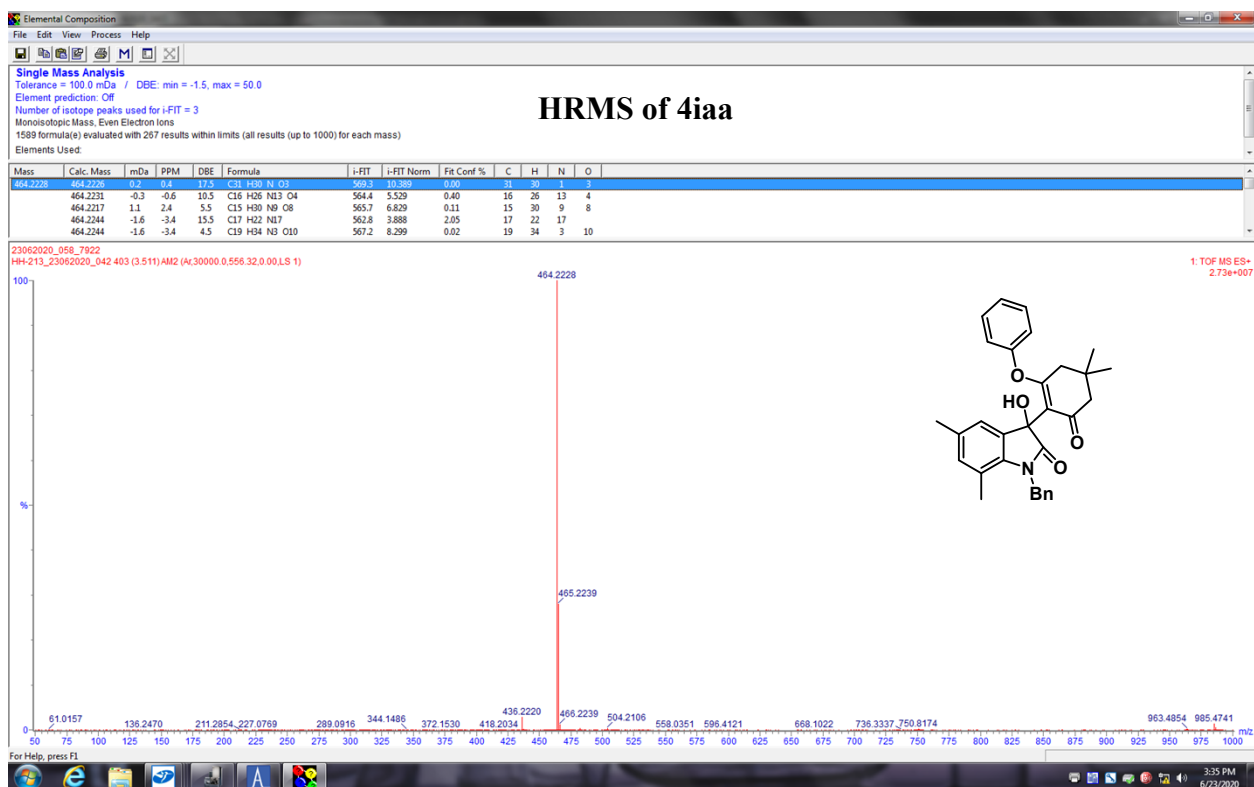 Elemental Composition
File Edit View Process Help
Single Mass Analysis
Tolerance = 100.0 mDa / DBE: min = -1.5, max = 50.0
Element prediction: Off
Number of isotope peaks used for i-FIT = 3
Monoisotopic Mass, Even Electron Ions
1589 formula(e) evaluated with 267 results within limits (all results (up to 1000) for each mass)
Elements Used:
HRMS of 4iaa
Mass Calc. Mass mDa PPM DBE Formula i-FIT i-FIT Norm Fit Conf % C H N O
464.2228 464.2226 0.2 0.4 17.5 C31 H30 N O3 569.3 10.389 0.00 31 30 1 3
464.2231 -0.3 -0.6 10.5 C16 H26 N13 O4 564.4 5.529 0.40 16 26 13 4
464.2217 1.1 2.4 5.5 C15 H30 N9 O8 565.7 6.829 0.11 15 30 9 8
464.2244 -1.6 -3.4 15.5 C17 H22 N17 562.8 3.888 2.05 17 22 17
464.2244 -1.6 -3.4 4.5 C19 H34 N3 O10 567.2 8.299 0.02 19 34 3 10
23062020_058_7922
HH-213_23062020_042 403 (3.511) AM2 (Ar,30000.0,556.32,0.00,LS 1)
1: TOF MS ES+
2.73e+007
100
%
0
464.2228
465.2239
61.0157
136.2470
211.2854
227.0769
289.0916
344.1486
372.1530
418.2034
436.2220
466.2239
504.2106
558.0351
596.4121
668.1022
736.3337
750.8174
963.4854
985.4741
O
HO
O
O
N
Bn
50 75 100 125 150 175 200 225 250 275 300 325 350 375 400 425 450 475 500 525 550 575 600 625 650 675 700 725 750 775 800 825 850 875 900 925 950 975 1000 m/z
For Help, press F1
3:35 PM
6/23/2020